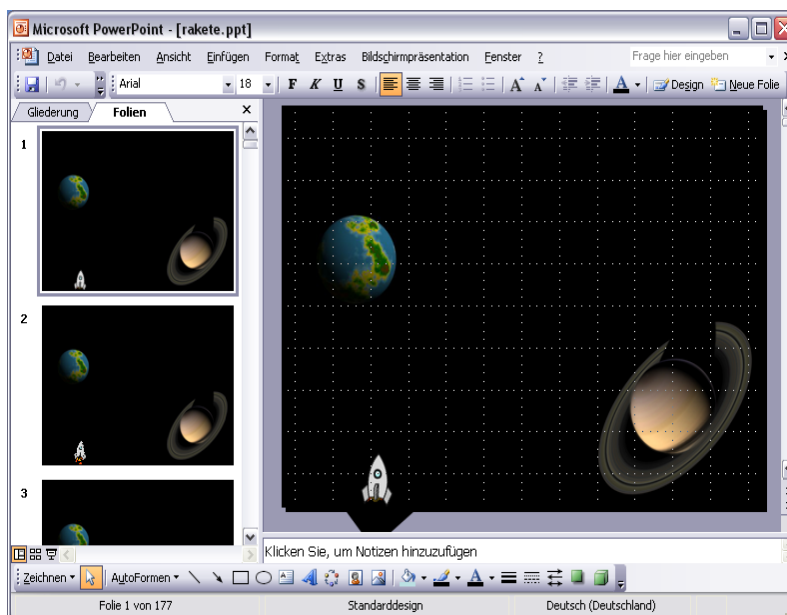 Microsoft PowerPoint - [rakete.ppt]
Datei Bearbeiten Ansicht Einfügen Format Extras Bildschirmpräsentation Fenster ? Frage hier eingeben
Arial 18 F K U S A A A Design Neue Folie
Gliederung Folien
1
2
3
Klicken Sie, um Notizen hinzuzufügen
Zeichnen AutoFormen A A
Folie 1 von 177 Standarddesign Deutsch (Deutschland)